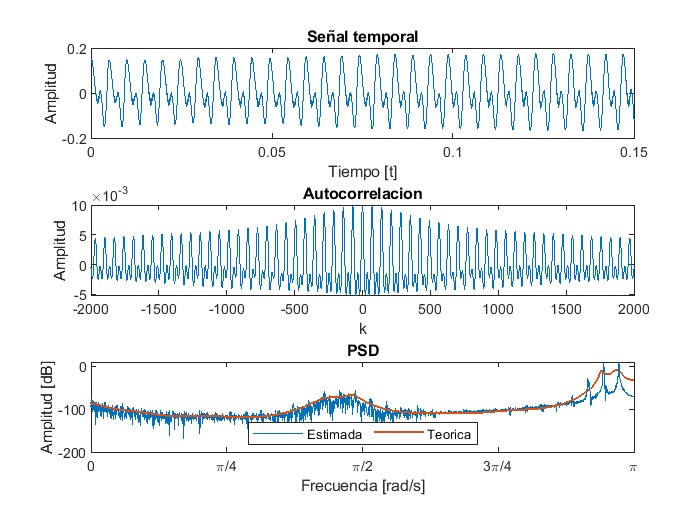 Señal temporal
0.2
0
-0.2
Amplitud
0 0.05 0.1 0.15
Tiempo [t]
Autocorrelacion
×10⁻³
10
5
0
-5
Amplitud
-2000 -1500 -1000 -500 0 500 1000 1500 2000
k
PSD
0
-100
-200
Amplitud [dB]
Estimada Teorica
0 π/4 π/2 3π/4 π
Frecuencia [rad/s]